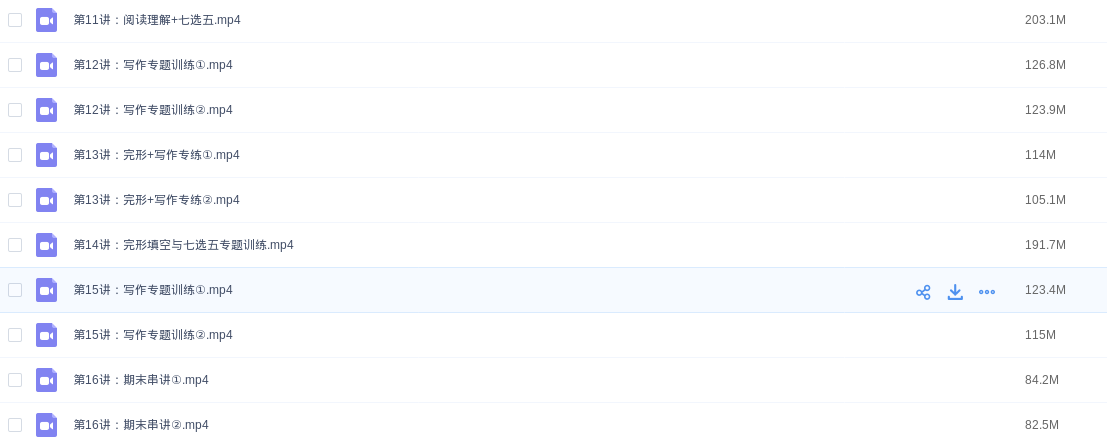 第11讲：阅读理解+七选五.mp4 203.1M
第12讲：写作专题训练①.mp4 126.8M
第12讲：写作专题训练②.mp4 123.9M
第13讲：完形+写作专练①.mp4 114M
第13讲：完形+写作专练②.mp4 105.1M
第14讲：完形填空与七选五专题训练.mp4 191.7M
第15讲：写作专题训练①.mp4 123.4M
第15讲：写作专题训练②.mp4 115M
第16讲：期末串讲①.mp4 84.2M
第16讲：期末串讲②.mp4 82.5M